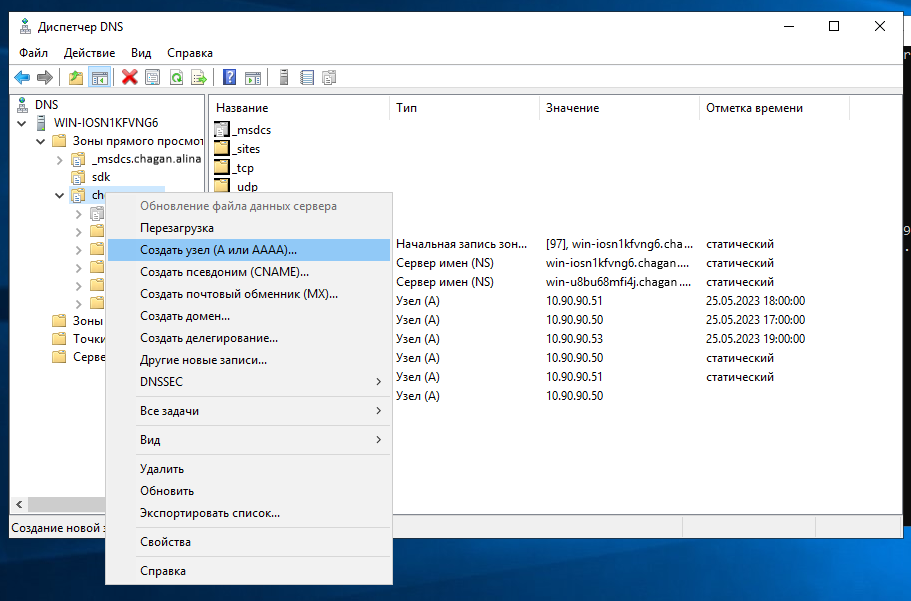 Диспетчер DNS
Файл Действие Вид Справка
DNS
WIN-IOSN1KFVNG6
Зоны прямого просмот
_msdcs.chagan.alina
sdk
ch
Зоны
Точки
Серве
Название Тип Значение Отметка времени
_msdcs
_sites
_tcp
_udp
Начальная запись зон... [97], win-iosn1kfvng6.cha... статический
Сервер имен (NS) win-iosn1kfvng6.chagan.... статический
Сервер имен (NS) win-u8bu68mfi4j.chagan.... статический
Узел (A) 10.90.90.51 25.05.2023 18:00:00
Узел (A) 10.90.90.50 25.05.2023 17:00:00
Узел (A) 10.90.90.53 25.05.2023 19:00:00
Узел (A) 10.90.90.50 статический
Узел (A) 10.90.90.51 статический
Узел (A) 10.90.90.50
Обновление файла данных сервера
Перезагрузка
Создать узел (A или AAAA)...
Создать псевдоним (CNAME)...
Создать почтовый обменник (MX)...
Создать домен...
Создать делегирование...
Другие новые записи...
DNSSEC
Все задачи
Вид
Удалить
Обновить
Экспортировать список...
Свойства
Справка
Создание новой